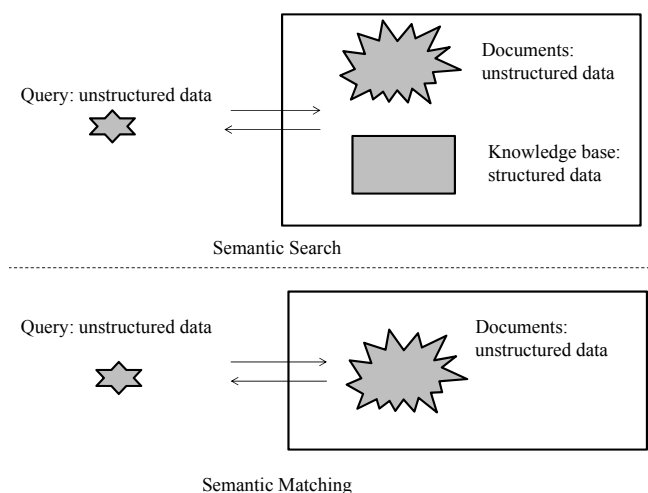 Documents:
unstructured data
Query: unstructured data
Knowledge base:
structured data
Semantic Search
Query: unstructured data
Documents:
unstructured data
Semantic Matching